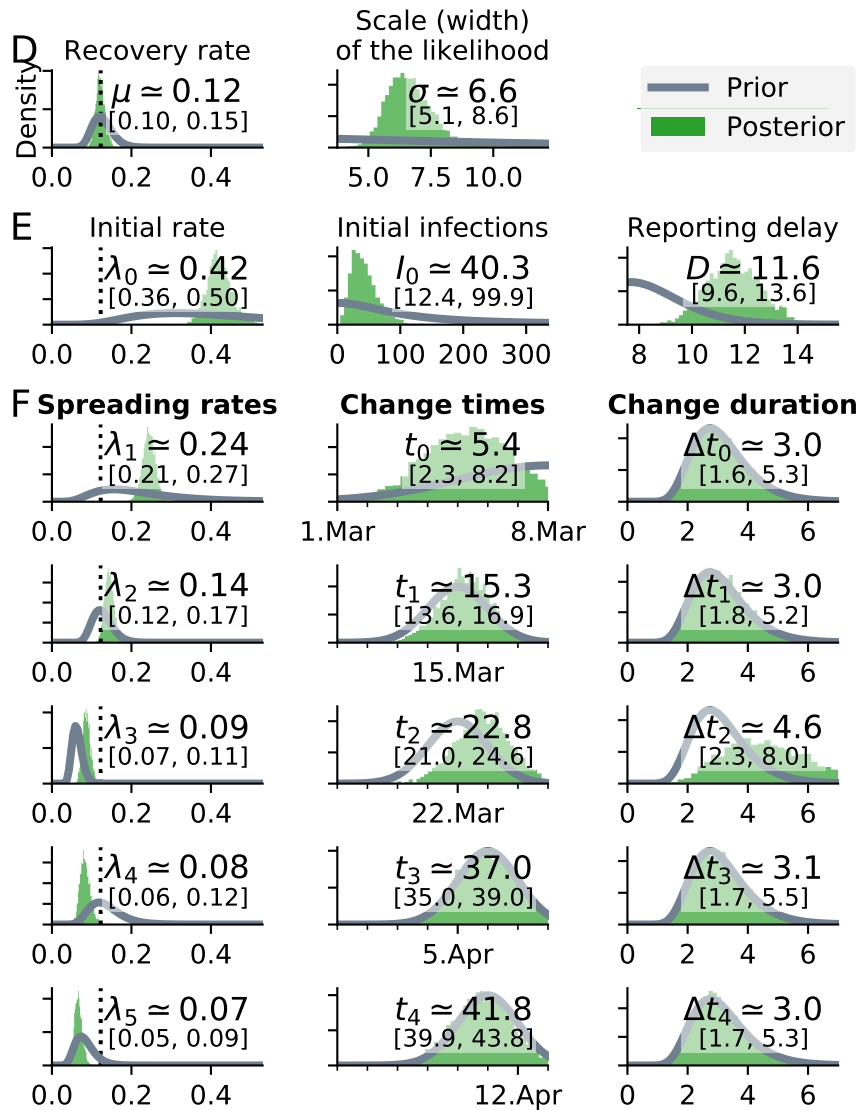 D
Recovery rate
Scale (width)
of the likelihood
Density
μ ≃ 0.12
[0.10, 0.15]
0.0 0.2 0.4
σ ≃ 6.6
[5.1, 8.6]
5.0 7.5 10.0
Prior
Posterior
E
Initial rate
λ0 ≃ 0.42
[0.36, 0.50]
0.0 0.2 0.4
Initial infections
I0 ≃ 40.3
[12.4, 99.9]
0 100 200 300
Reporting delay
D ≃ 11.6
[9.6, 13.6]
8 10 12 14
F
Spreading rates
Change times
Change duration
λ1 ≃ 0.24
[0.21, 0.27]
0.0 0.2 0.4
t0 ≃ 5.4
[2.3, 8.2]
1.Mar 8.Mar
Δt0 ≃ 3.0
[1.6, 5.3]
0 2 4 6
λ2 ≃ 0.14
[0.12, 0.17]
0.0 0.2 0.4
t1 ≃ 15.3
[13.6, 16.9]
15.Mar
Δt1 ≃ 3.0
[1.8, 5.2]
0 2 4 6
λ3 ≃ 0.09
[0.07, 0.11]
0.0 0.2 0.4
t2 ≃ 22.8
[21.0, 24.6]
22.Mar
Δt2 ≃ 4.6
[2.3, 8.0]
0 2 4 6
λ4 ≃ 0.08
[0.06, 0.12]
0.0 0.2 0.4
t3 ≃ 37.0
[35.0, 39.0]
5.Apr
Δt3 ≃ 3.1
[1.7, 5.5]
0 2 4 6
λ5 ≃ 0.07
[0.05, 0.09]
0.0 0.2 0.4
t4 ≃ 41.8
[39.9, 43.8]
12.Apr
Δt4 ≃ 3.0
[1.7, 5.3]
0 2 4 6